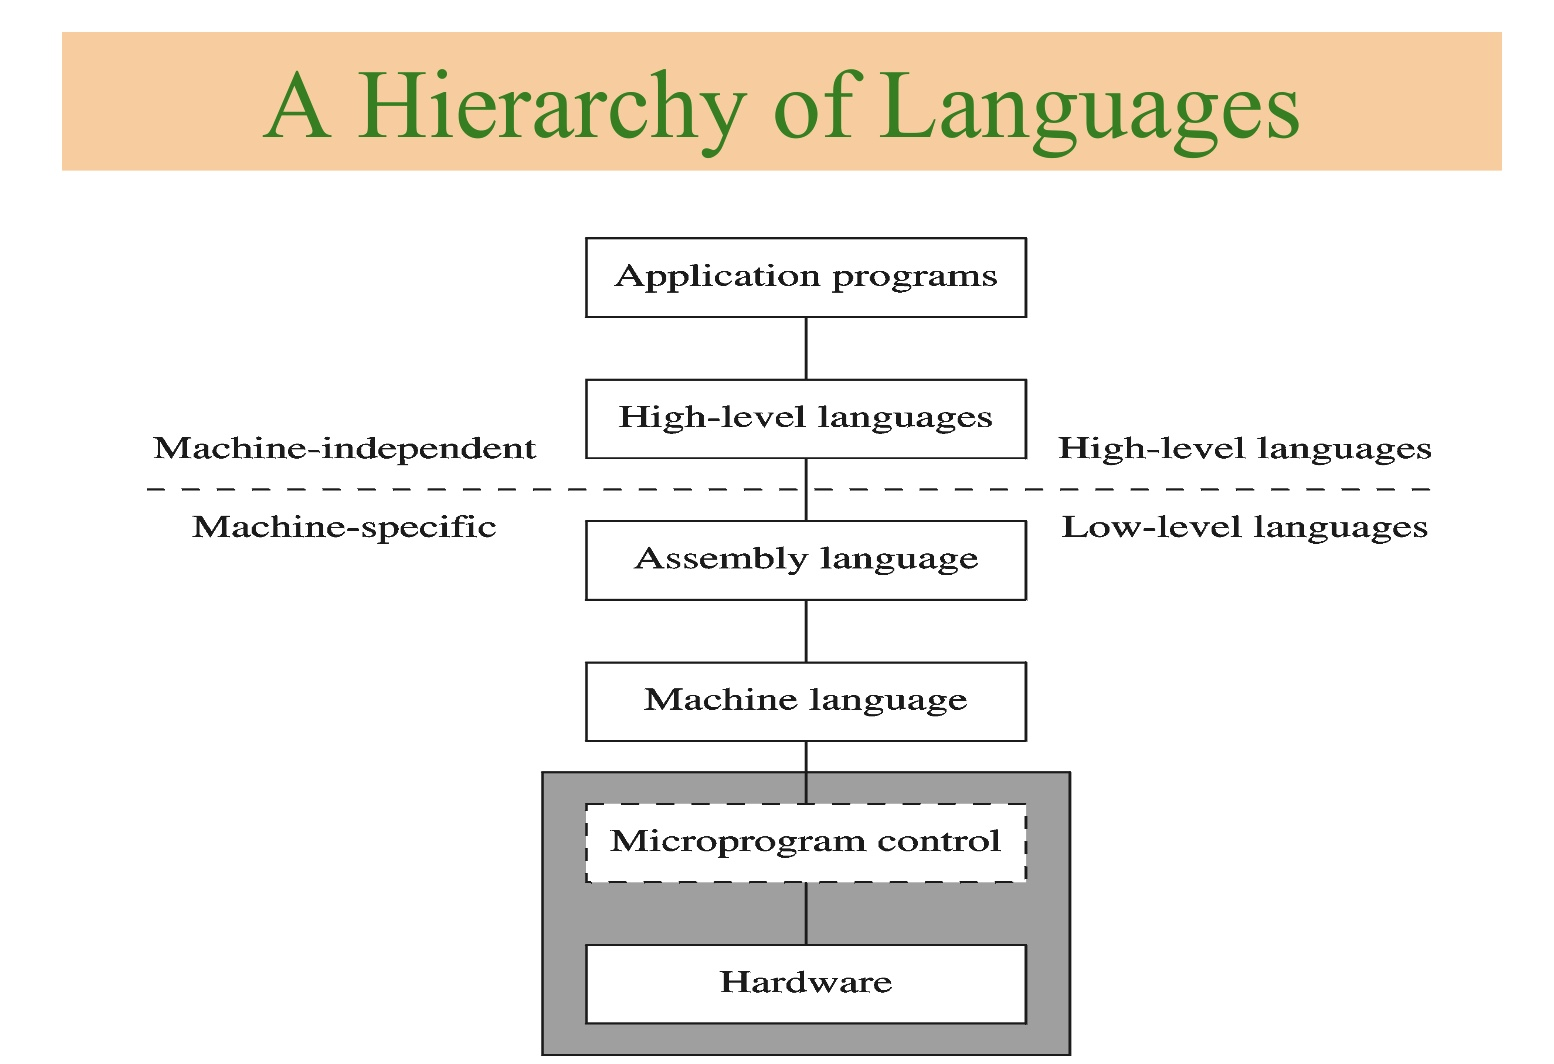 A Hierarchy of Languages
Application programs
High-level languages
Machine-independent
High-level languages
Machine-specific
Low-level languages
Assembly language
Machine language
Microprogram control
Hardware